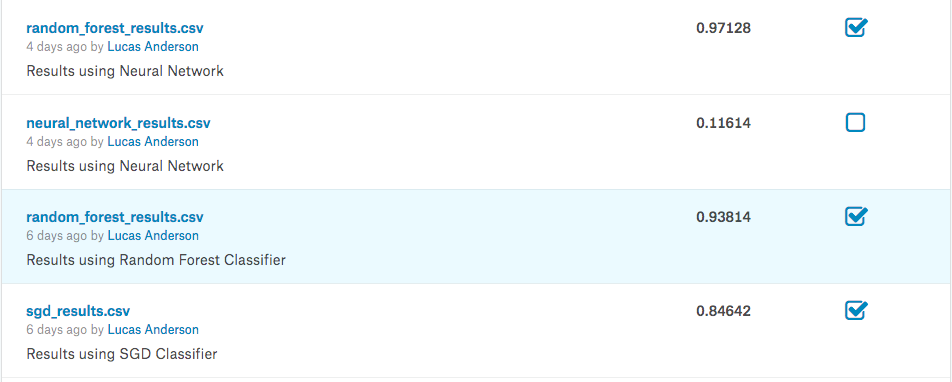 random_forest_results.csv 0.97128
4 days ago by Lucas Anderson
Results using Neural Network
neural_network_results.csv 0.11614
4 days ago by Lucas Anderson
Results using Neural Network
random_forest_results.csv 0.93814
6 days ago by Lucas Anderson
Results using Random Forest Classifier
sgd_results.csv 0.84642
6 days ago by Lucas Anderson
Results using SGD Classifier